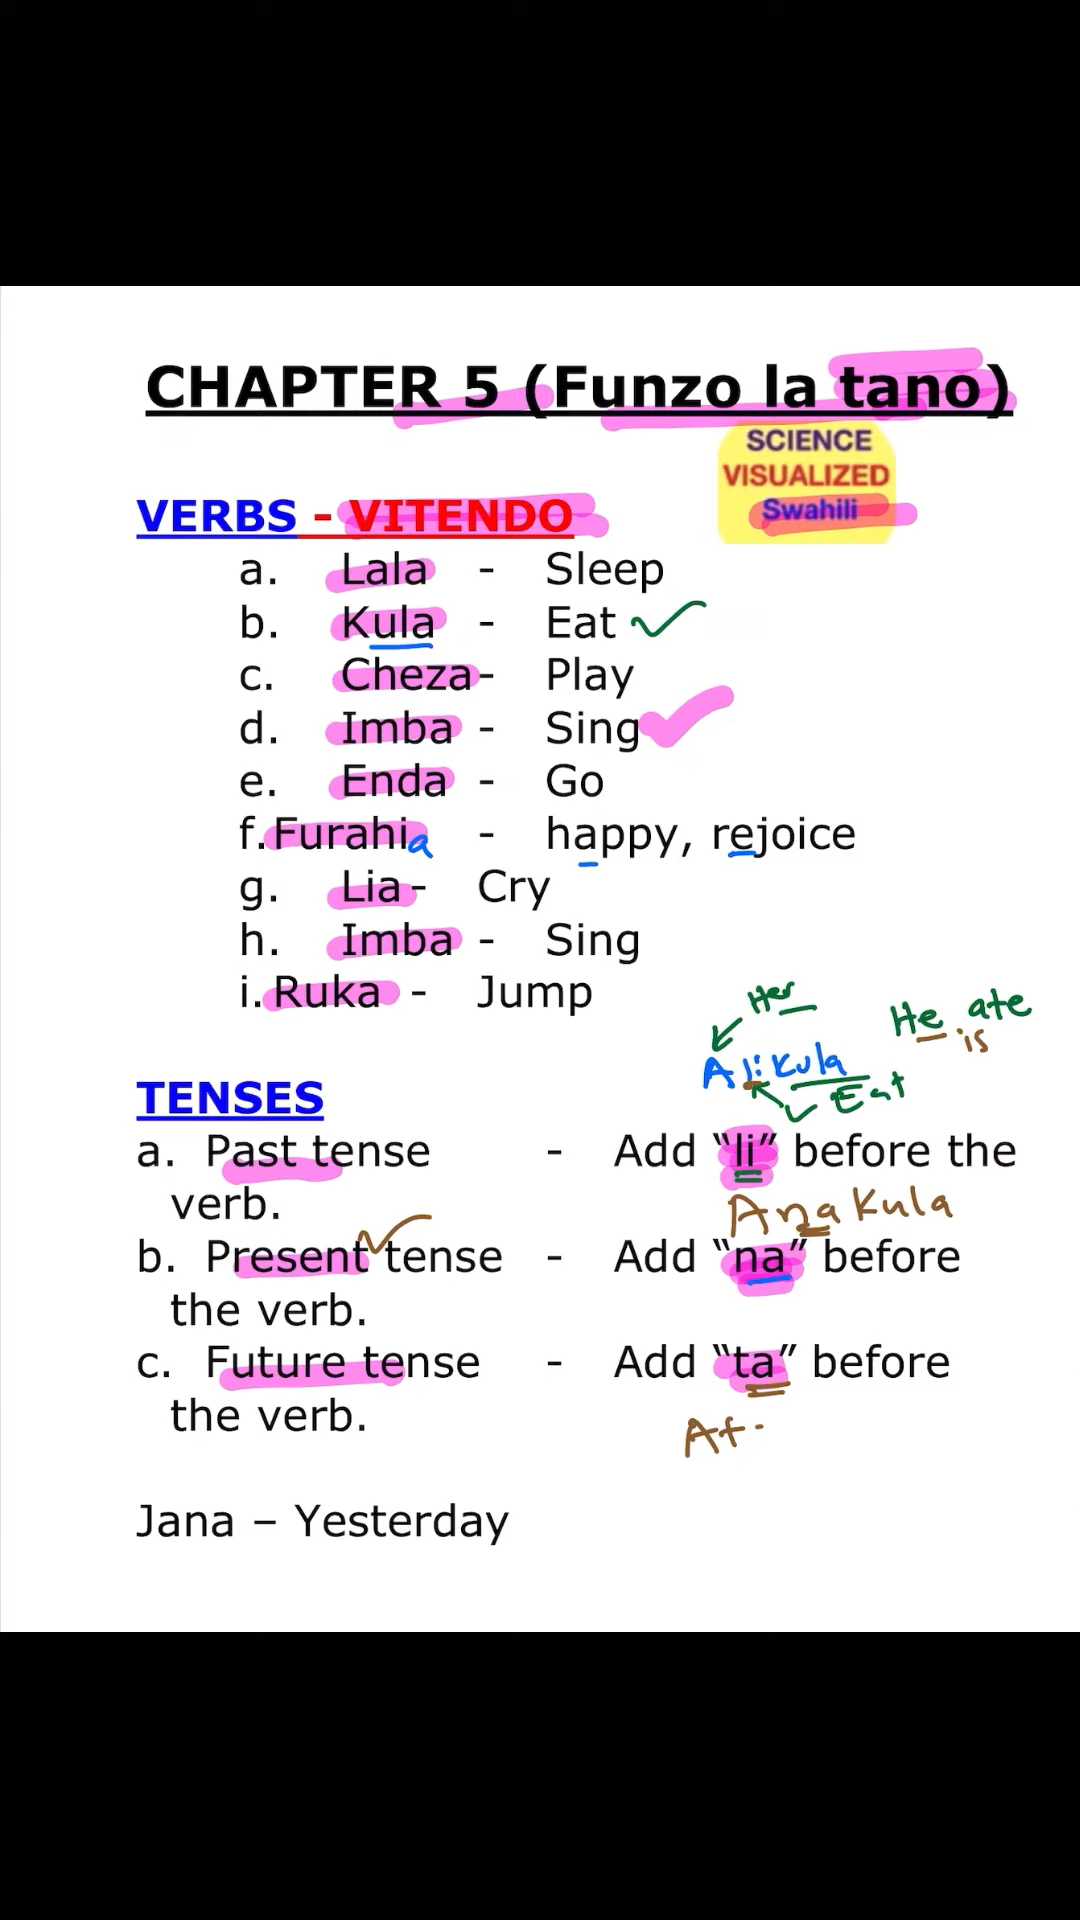 CHAPTER 5 (Funzo la tano)
SCIENCE
VISUALIZED
Swahili
VERBS - VITENDO
a. Lala - Sleep
b. Kula - Eat
c. Cheza- Play
d. Imba - Sing
e. Enda - Go
f. Furahia - happy, rejoice
g. Lia- Cry
h. Imba - Sing
i. Ruka - Jump
Her
He ate
is
Alikula
Eat
TENSES
a. Past tense - Add “li” before the
verb.
Anakula
b. Present tense - Add “na” before
the verb.
c. Future tense - Add “ta” before
the verb.
At
Jana – Yesterday